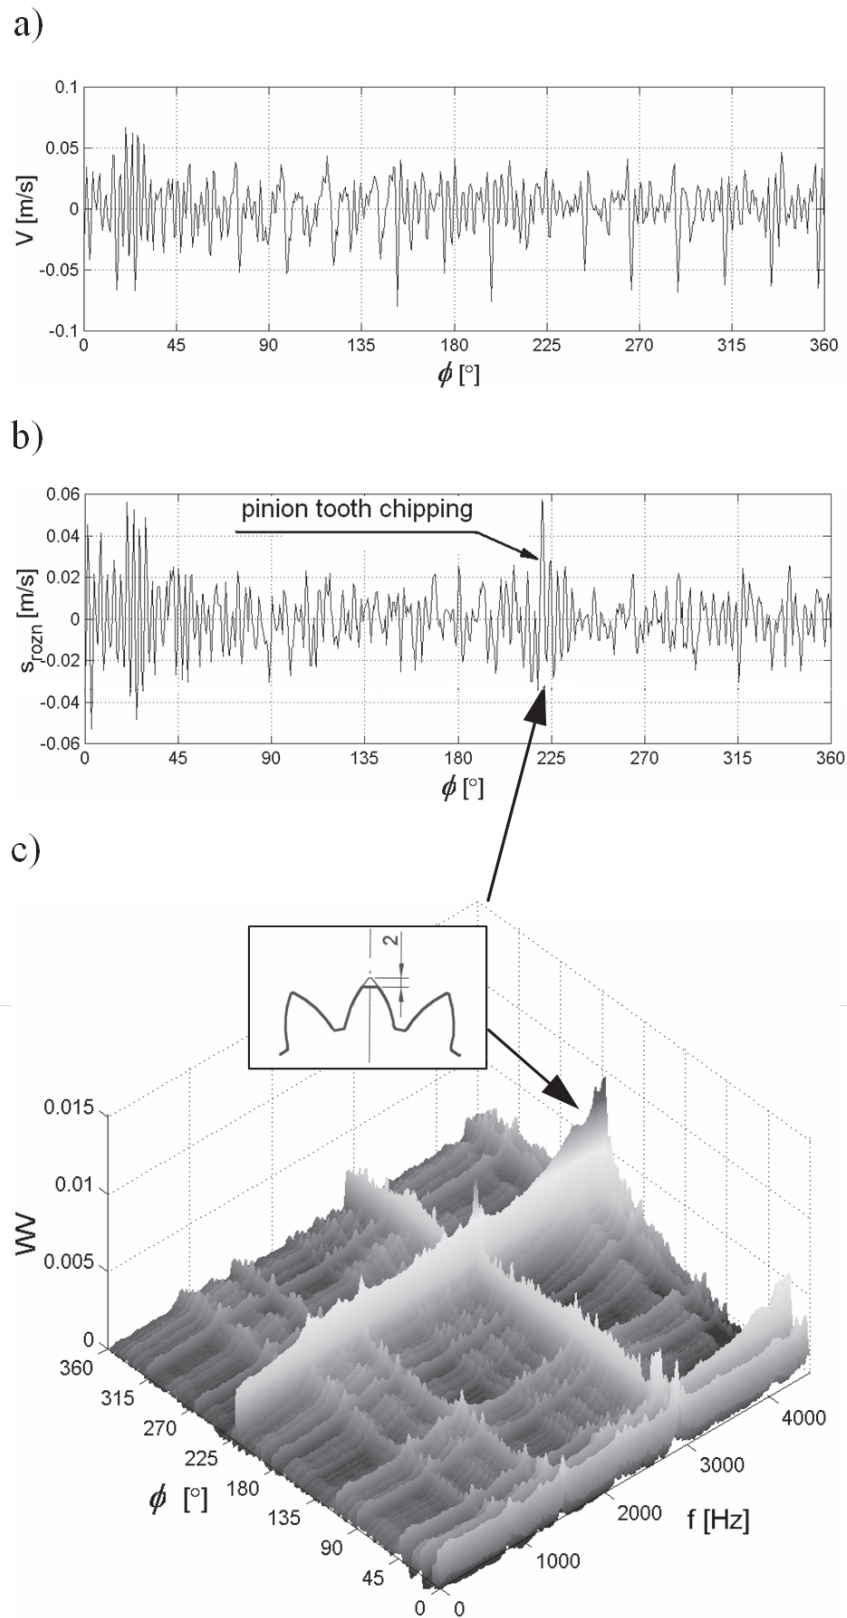 a)
0.1
0.05
0
-0.05
-0.1
V [m/s]
0 45 90 135 180 225 270 315 360
ϕ [°]
b)
0.06
0.04
0.02
0
-0.02
-0.04
-0.06
s_rozn [m/s]
pinion tooth chipping
0 45 90 135 180 225 270 315 360
ϕ [°]
c)
2
0.015
0.01
0.005
0
WV
360
315
270
225
180
135
90
45
0
ϕ [°]
0
1000
2000
3000
4000
f [Hz]